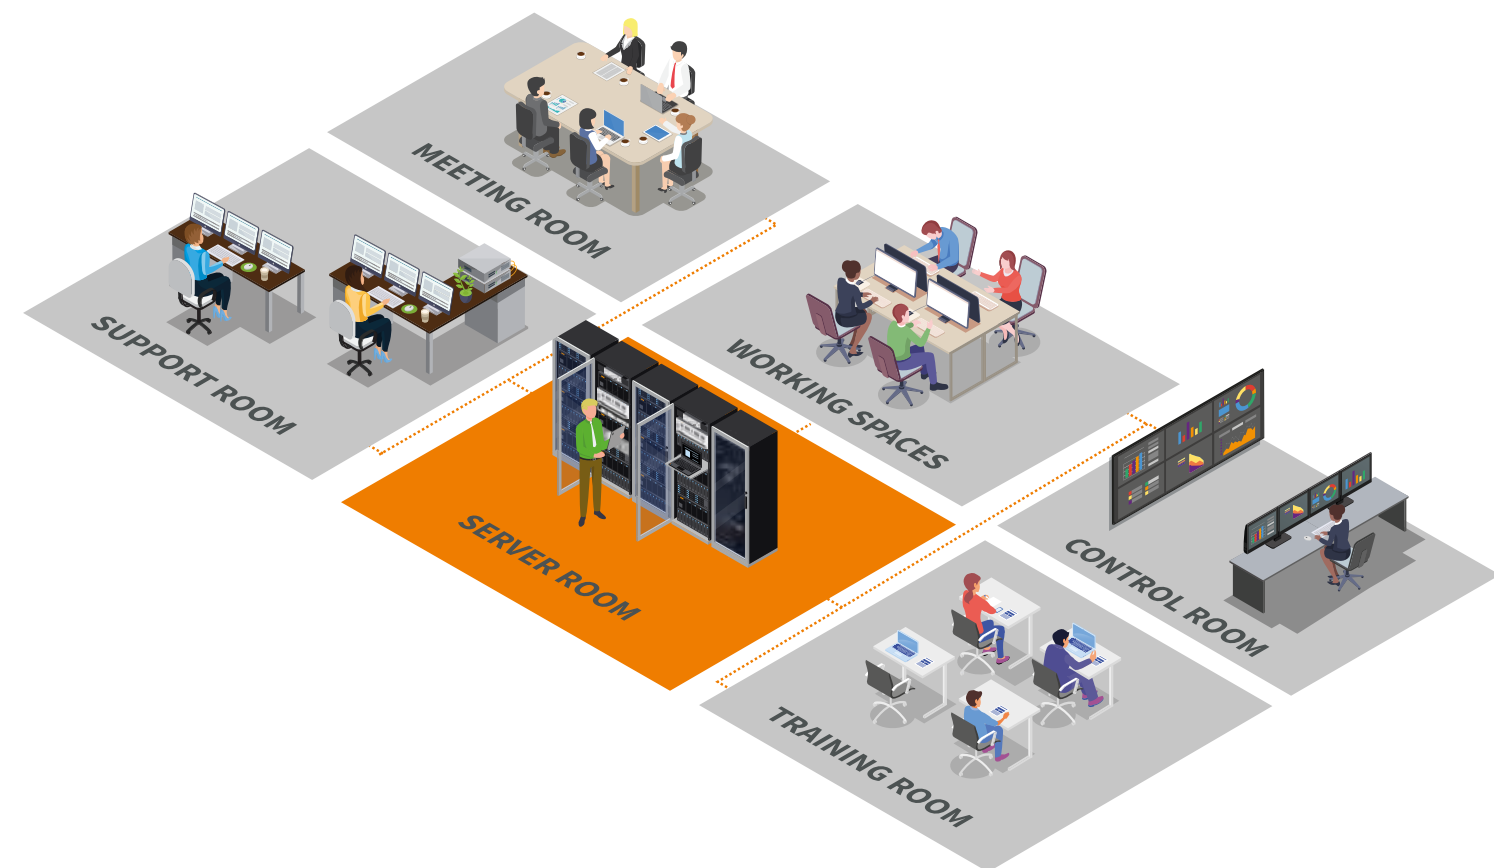 MEETING ROOM
SUPPORT ROOM
WORKING SPACES
SERVER ROOM
CONTROL ROOM
TRAINING ROOM